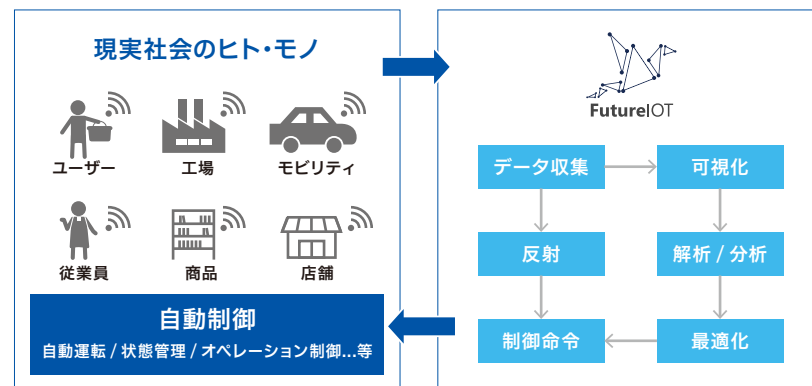 現実社会のヒト・モノ
ユーザー
工場
モビリティ
従業員
商品
店舗
自動制御
自動運転 / 状態管理 / オペレーション制御...等
FutureIOT
データ収集
可視化
反射
解析 / 分析
制御命令
最適化